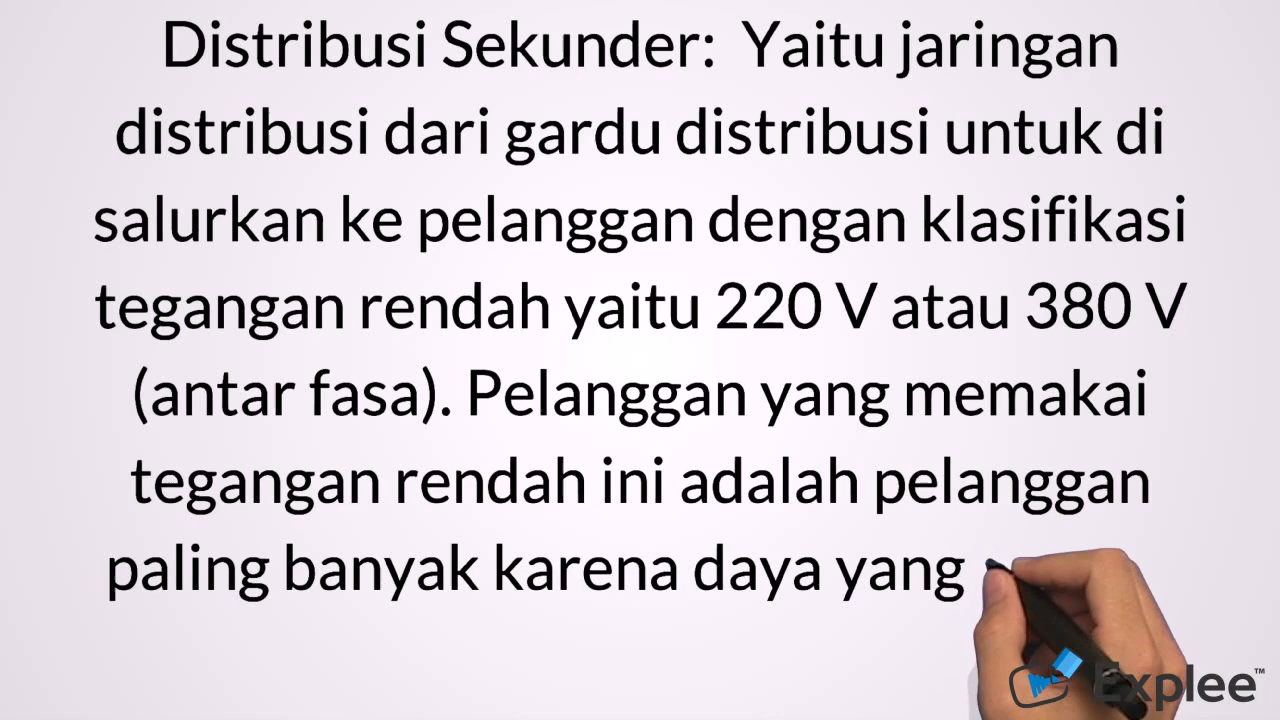 Distribusi Sekunder:  Yaitu jaringan
distribusi dari gardu distribusi untuk di
salurkan ke pelanggan dengan klasifikasi
tegangan rendah yaitu 220 V atau 380 V
(antar fasa). Pelanggan yang memakai
tegangan rendah ini adalah pelanggan
paling banyak karena daya yang
Explee™